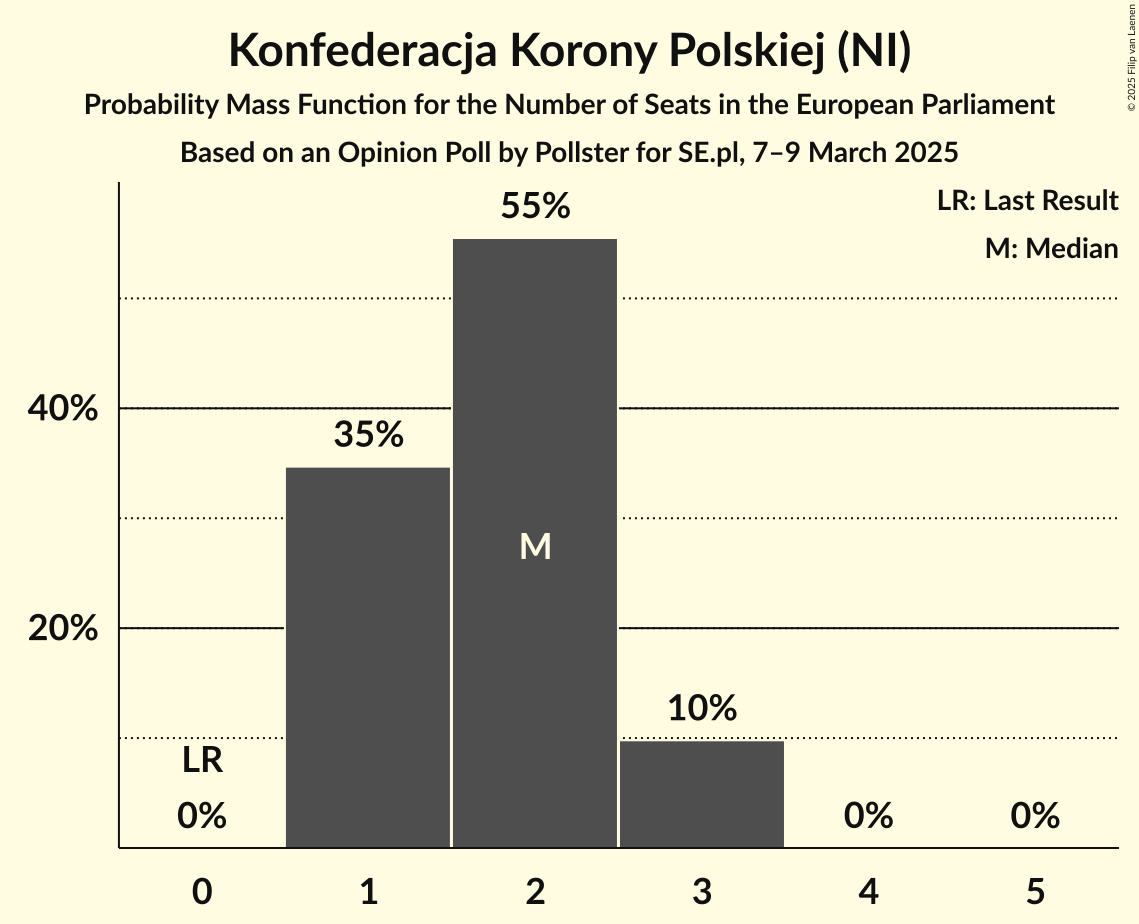 Konfederacja Korony Polskiej (NI)
Probability Mass Function for the Number of Seats in the European Parliament
Based on an Opinion Poll by Pollster for SE.pl, 7–9 March 2025
© 2025 Filip van Laenen
LR: Last Result
M: Median
55%
40%
35%
M
20%
10%
LR
0%
0%
0%
0
1
2
3
4
5